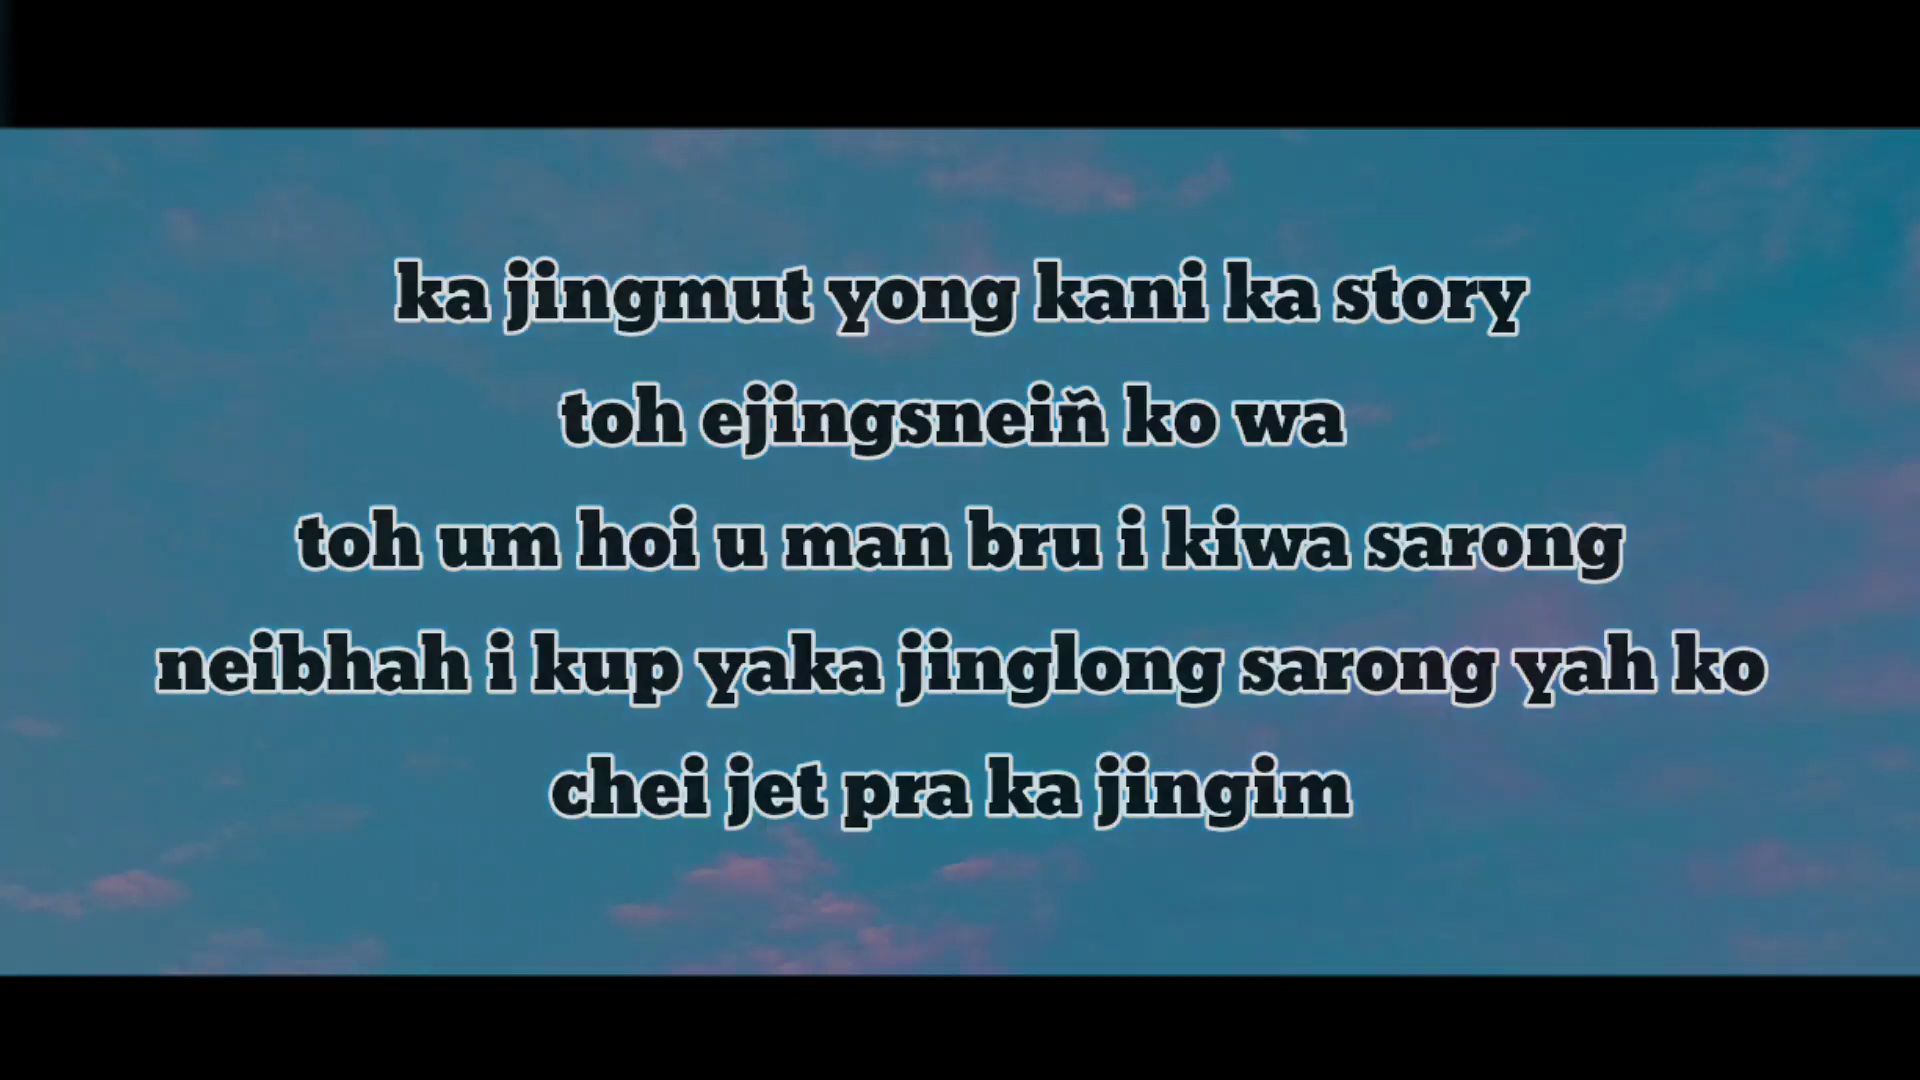 ka jingmut yong kani ka story
toh ejingsneiñ ko wa
toh um hoi u man bru i kiwa sarong
neibhah i kup yaka jinglong sarong yah ko
chei jet pra ka jingim